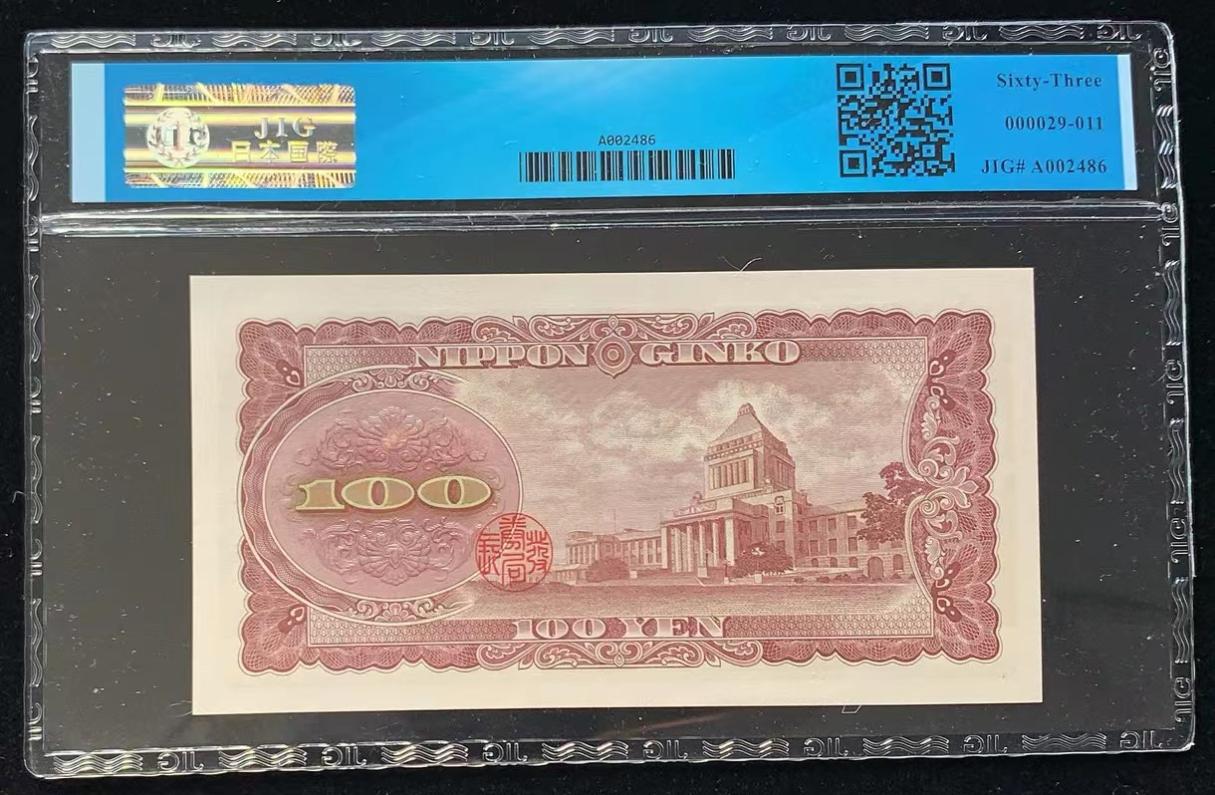 JIG
日本国際
A002486
Sixty-Three
000029-011
JIG# A002486
NIPPON GINKO
100
100 YEN